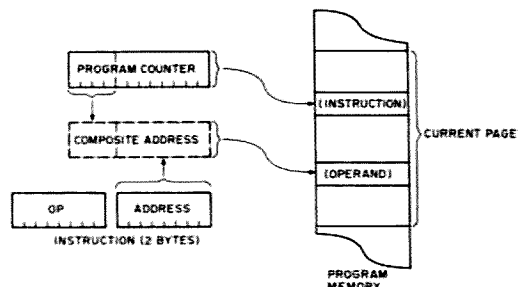 PROGRAM COUNTER
(INSTRUCTION)
CURRENT PAGE
COMPOSITE ADDRESS
(OPERAND)
OP
ADDRESS
INSTRUCTION (2 BYTES)
PROGRAM
MEMORY